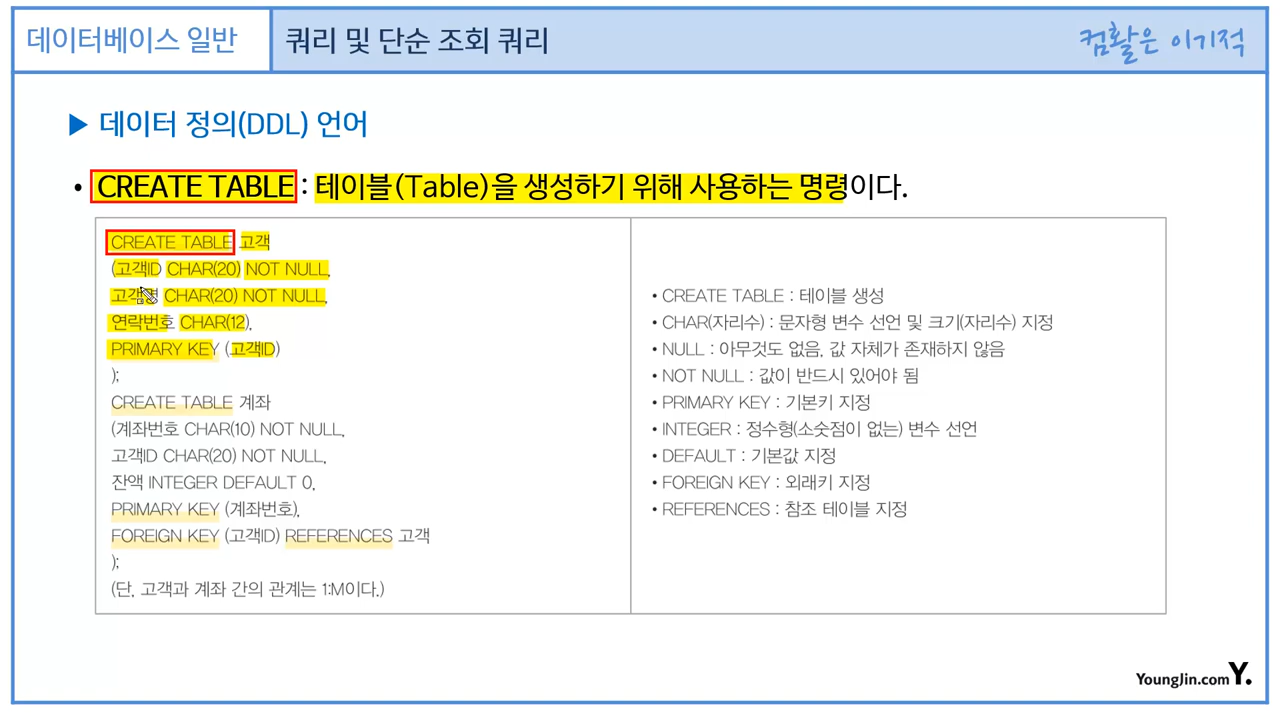 데이터베이스 일반
쿼리 및 단순 조회 쿼리
컴활은 이기적
▶ 데이터 정의(DDL) 언어
• CREATE TABLE : 테이블(Table)을 생성하기 위해 사용하는 명령이다.
CREATE TABLE 고객
(고객ID CHAR(20) NOT NULL,
고객명 CHAR(20) NOT NULL,
연락번호 CHAR(12),
PRIMARY KEY (고객ID)
);
CREATE TABLE 계좌
(계좌번호 CHAR(10) NOT NULL,
고객ID CHAR(20) NOT NULL,
잔액 INTEGER DEFAULT 0,
PRIMARY KEY (계좌번호),
FOREIGN KEY (고객ID) REFERENCES 고객
);
(단, 고객과 계좌 간의 관계는 1:M이다.)
• CREATE TABLE : 테이블 생성
• CHAR(자리수) : 문자형 변수 선언 및 크기(자리수) 지정
• NULL : 아무것도 없음, 값 자체가 존재하지 않음
• NOT NULL : 값이 반드시 있어야 됨
• PRIMARY KEY : 기본키 지정
• INTEGER : 정수형(소숫점이 없는) 변수 선언
• DEFAULT : 기본값 지정
• FOREIGN KEY : 외래키 지정
• REFERENCES : 참조 테이블 지정
YoungJin.com Y.